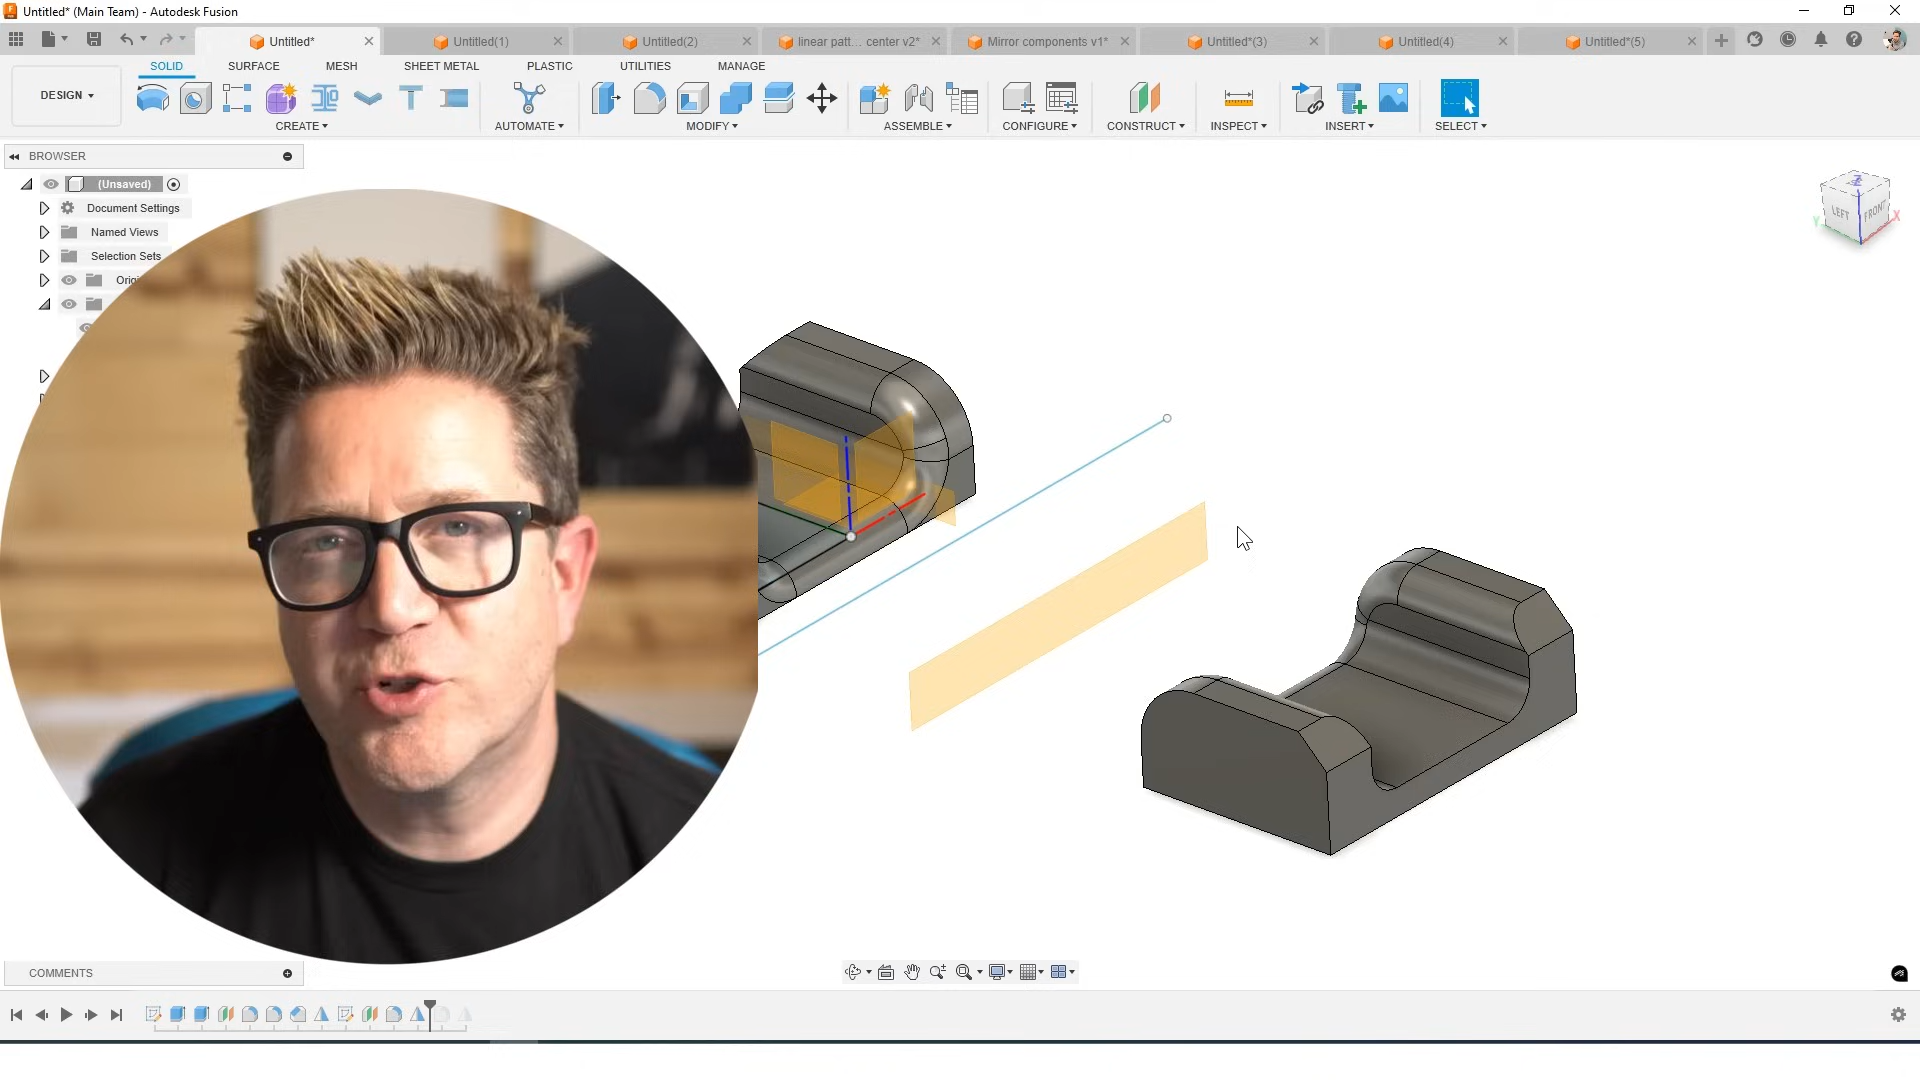 Untitled* (Main Team) - Autodesk Fusion
Untitled*
Untitled(1)
Untitled(2)
linear patt... center v2*
Mirror components v1*
Untitled*(3)
Untitled(4)
Untitled*(5)
SOLID
SURFACE
MESH
SHEET METAL
PLASTIC
UTILITIES
MANAGE
DESIGN
CREATE
AUTOMATE
MODIFY
ASSEMBLE
CONFIGURE
CONSTRUCT
INSPECT
INSERT
SELECT
BROWSER
(Unsaved)
Document Settings
Named Views
Selection Sets
Z
LEFT
FRONT
Y
X
COMMENTS